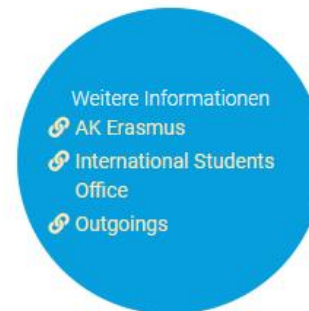 Weitere Informationen
AK Erasmus
International Students
Office
Outgoings